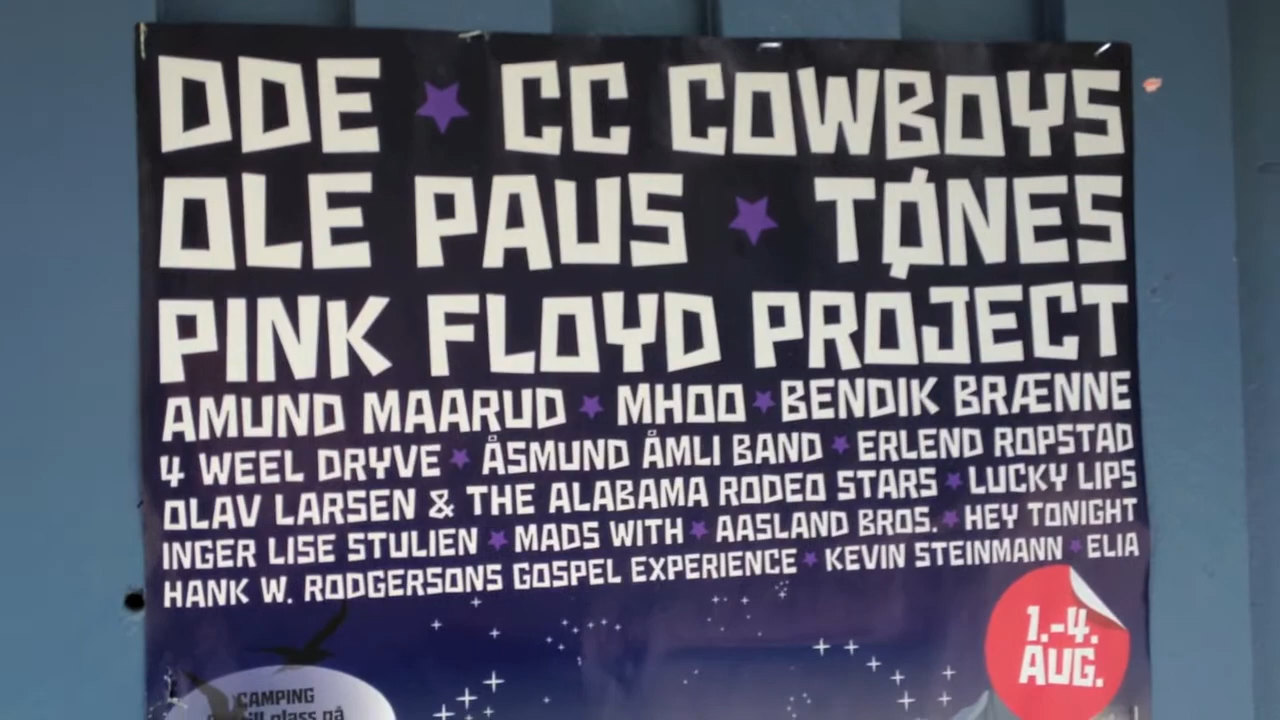 DDE ★ CC COWBOYS
OLE PAUS ★ TØNES
PINK FLOYD PROJECT
AMUND MAARUD ★ MHOO ★ BENDIK BRÆNNE
4 WEEL DRYVE ★ ÅSMUND ÅMLI BAND ★ ERLEND ROPSTAD
OLAV LARSEN & THE ALABAMA RODEO STARS ★ LUCKY LIPS
INGER LISE STULIEN ★ MADS WITH ★ AASLAND BROS. ★ HEY TONIGHT
HANK W. RODGERSONS GOSPEL EXPERIENCE ★ KEVIN STEINMANN ★ ELIA
1.-4.
AUG.
CAMPING
plass på